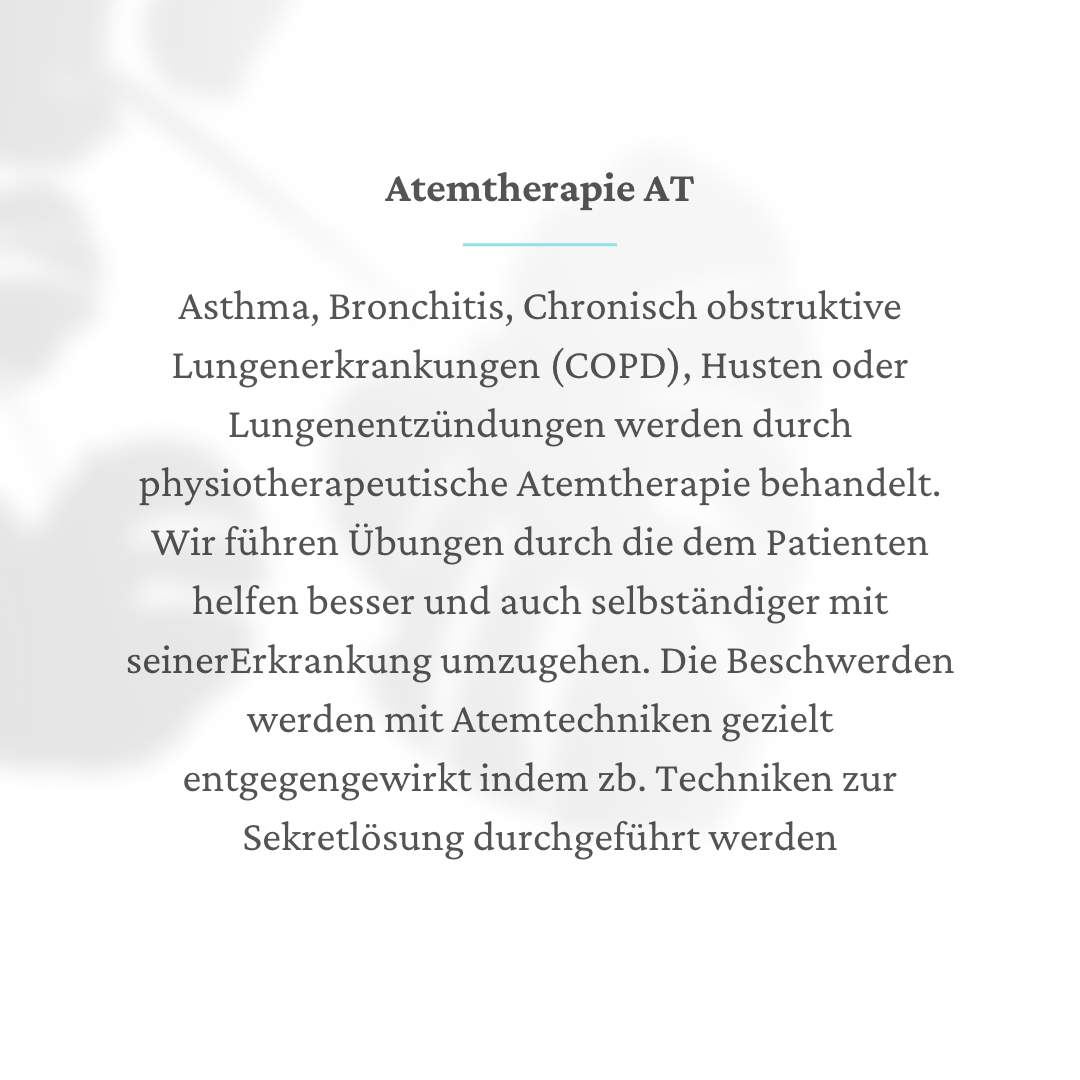 Atemtherapie AT
Asthma, Bronchitis, Chronisch obstruktive
Lungenerkrankungen (COPD), Husten oder
Lungenentzündungen werden durch
physiotherapeutische Atemtherapie behandelt.
Wir führen Übungen durch die dem Patienten
helfen besser und auch selbständiger mit
seinerErkrankung umzugehen. Die Beschwerden
werden mit Atemtechniken gezielt
entgegengewirkt indem zb. Techniken zur
Sekretlösung durchgeführt werden